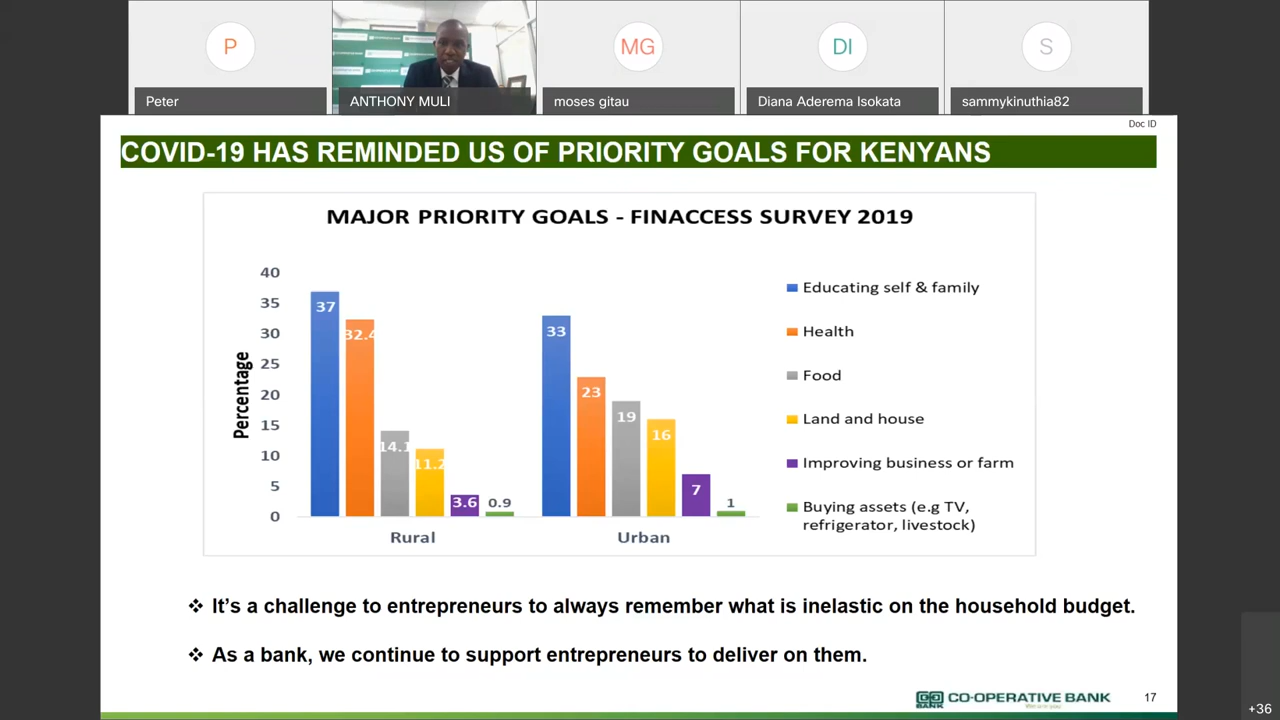 P
MG
DI
S
Peter
ANTHONY MULI
moses gitau
Diana Aderema Isokata
sammykinuthia82
Doc ID
COVID-19 HAS REMINDED US OF PRIORITY GOALS FOR KENYANS
MAJOR PRIORITY GOALS - FINACCESS SURVEY 2019
Percentage
40
35
30
25
20
15
10
5
0
37
32.4
14.1
11.2
3.6
0.9
33
23
19
16
7
1
Rural
Urban
Educating self & family
Health
Food
Land and house
Improving business or farm
Buying assets (e.g TV,
refrigerator, livestock)
❖ It's a challenge to entrepreneurs to always remember what is inelastic on the household budget.
❖ As a bank, we continue to support entrepreneurs to deliver on them.
BANK
CO-OPERATIVE BANK
We are you
17
+36